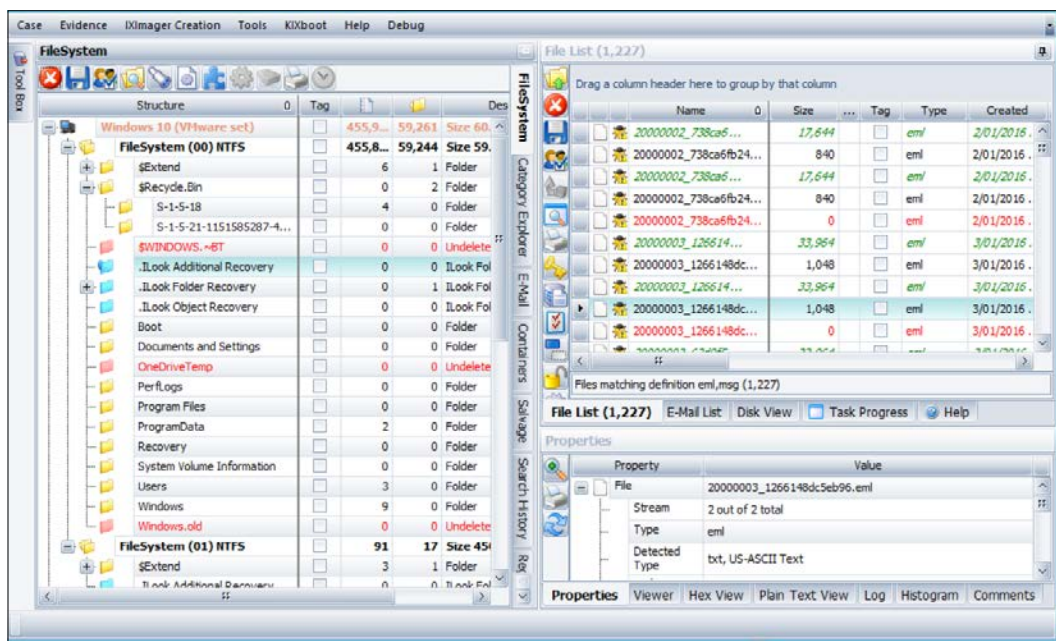 Case Evidence IXImager Creation Tools KIXboot Help Debug
Tool Box
FileSystem
Structure 0 Tag Des
Windows 10 (VMware set) 455,9... 59,261 Size 60.
FileSystem (00) NTFS 455,8... 59,244 Size 59.
$Extend 6 1 Folder
$Recycle.Bin 0 2 Folder
S-1-5-18 4 0 Folder
S-1-5-21-1151585287-4... 0 0 Folder
$WINDOWS.~BT 0 0 Undelete
.ILook Additional Recovery 0 0 ILook Fol
.ILook Folder Recovery 0 1 ILook Fol
.ILook Object Recovery 0 0 ILook Fol
Boot 0 0 Folder
Documents and Settings 0 0 Folder
OneDriveTemp 0 0 Undelete
PerfLogs 0 0 Folder
Program Files 0 0 Folder
ProgramData 2 0 Folder
Recovery 0 0 Folder
System Volume Information 0 0 Folder
Users 3 0 Folder
Windows 9 0 Folder
Windows.old 0 0 Undelete
FileSystem (01) NTFS 91 17 Size 450
$Extend 3 1 Folder
.ILook Additional Recovery 0 0 ILook Fol
FileSystem
Category Explorer
E-Mail
Containers
Salvage
Search History
Reg
File List (1,227)
Drag a column header here to group by that column
Name 0 Size ... Tag Type Created
20000002_738ca6... 17,644 eml 2/01/2016 .
20000002_738ca6fb24... 840 eml 2/01/2016 .
20000002_738ca6... 17,644 eml 2/01/2016 .
20000002_738ca6fb24... 840 eml 2/01/2016 .
20000002_738ca6fb24... 0 eml 2/01/2016 .
20000003_126614... 33,964 eml 3/01/2016 .
20000003_1266148dc... 1,048 eml 3/01/2016 .
20000003_126614... 33,964 eml 3/01/2016 .
20000003_1266148dc... 1,048 eml 3/01/2016 .
20000003_1266148dc... 0 eml 3/01/2016 .
Files matching definition eml,msg (1,227)
File List (1,227) E-Mail List Disk View Task Progress Help
Properties
Property Value
File 20000003_1266148dc5eb96.eml
Stream 2 out of 2 total
Type eml
Detected Type txt, US-ASCII Text
Properties Viewer Hex View Plain Text View Log Histogram Comments